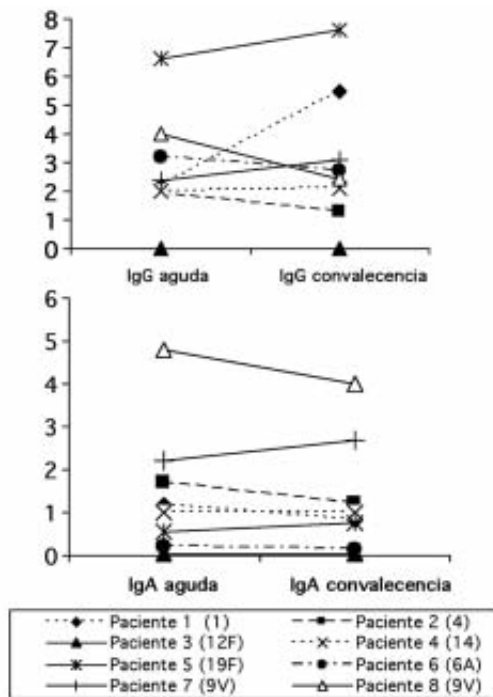 8
7
6
5
4
3
2
1
0
IgG aguda IgG convalecencia
6
5
4
3
2
1
0
IgA aguda IgA convalecencia
Paciente 1 (1) Paciente 2 (4)
Paciente 3 (12F) Paciente 4 (14)
Paciente 5 (19F) Paciente 6 (6A)
Paciente 7 (9V) Paciente 8 (9V)